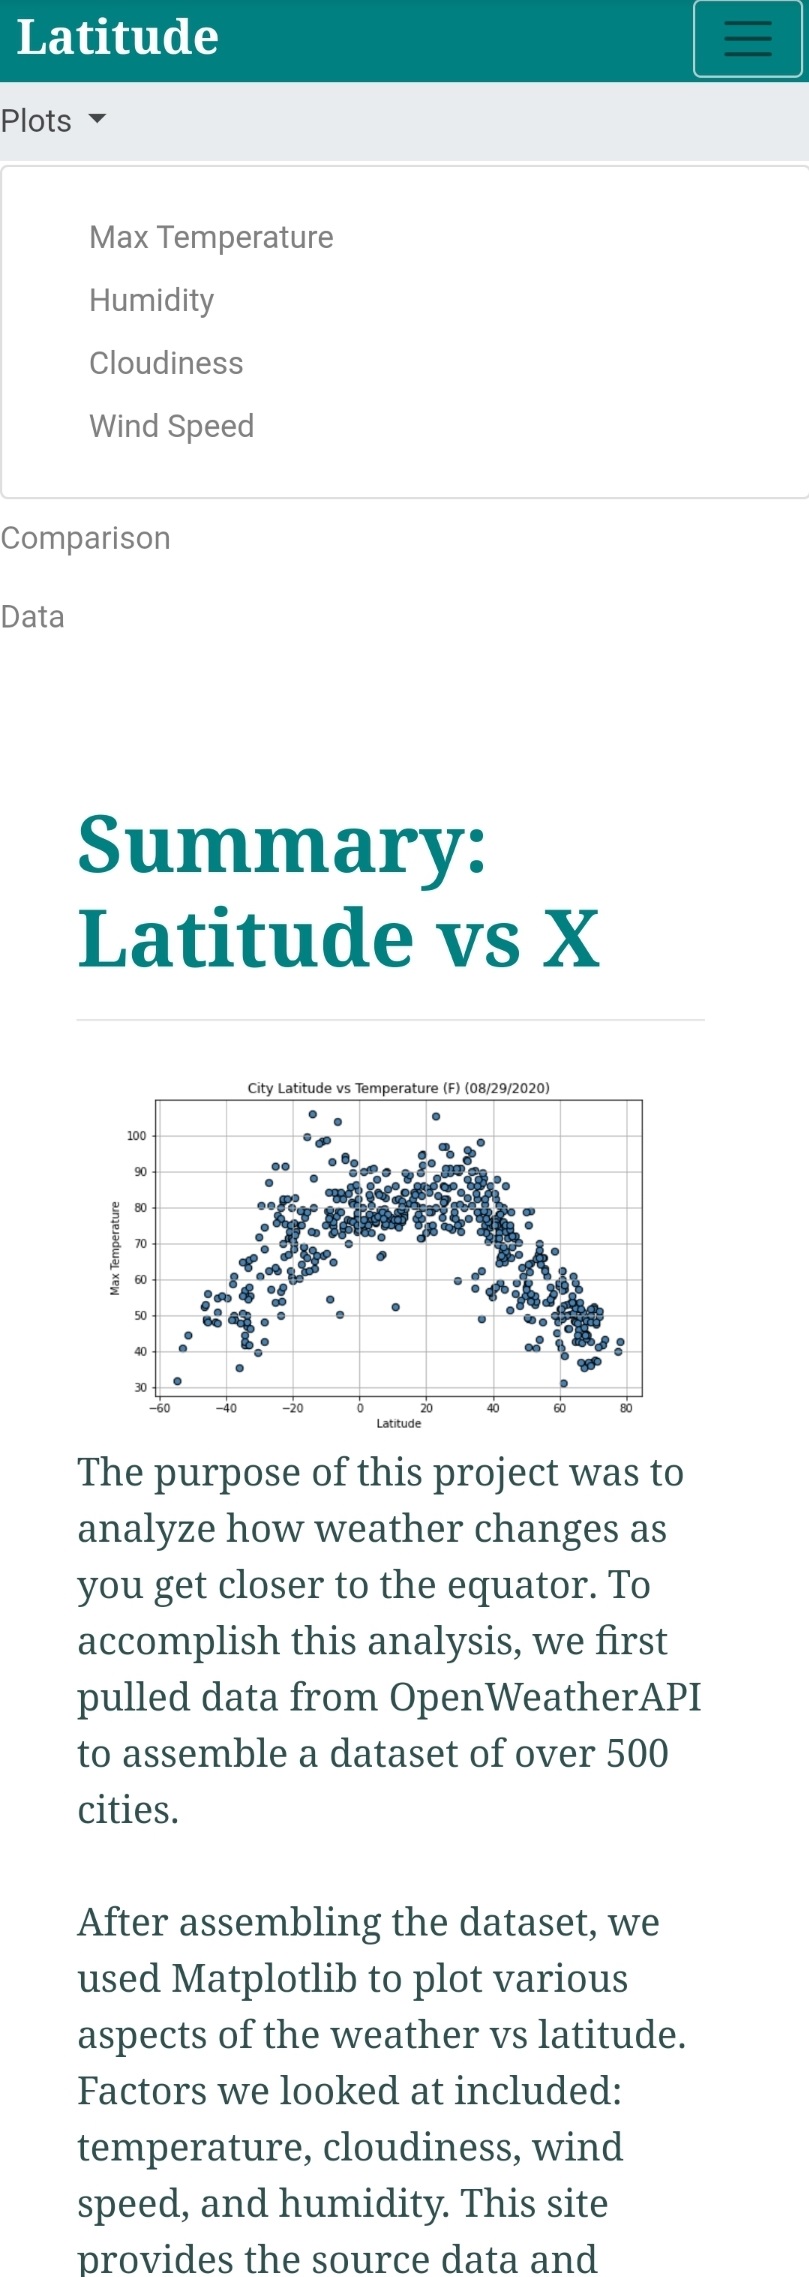 Latitude
Plots
Max Temperature
Humidity
Cloudiness
Wind Speed
Comparison
Data
Summary:
Latitude vs X
City Latitude vs Temperature (F) (08/29/2020)
100
90
80
70
60
50
40
30
Max Temperature
−60 −40 −20 0 20 40 60 80
Latitude
The purpose of this project was to
analyze how weather changes as
you get closer to the equator. To
accomplish this analysis, we first
pulled data from OpenWeatherAPI
to assemble a dataset of over 500
cities.
After assembling the dataset, we
used Matplotlib to plot various
aspects of the weather vs latitude.
Factors we looked at included:
temperature, cloudiness, wind
speed, and humidity. This site
provides the source data and